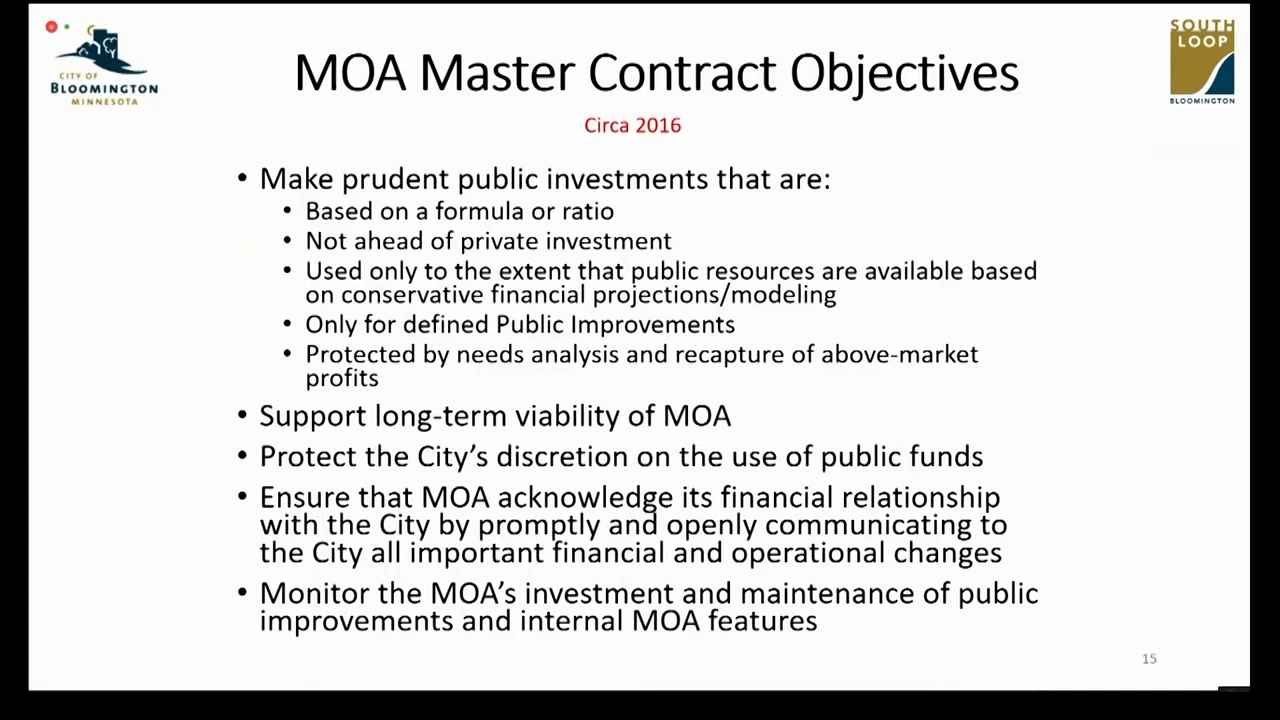 CITY OF
BLOOMINGTON
MINNESOTA
SOUTH
LOOP
BLOOMINGTON
MOA Master Contract Objectives
Circa 2016
• Make prudent public investments that are:
• Based on a formula or ratio
• Not ahead of private investment
• Used only to the extent that public resources are available based
on conservative financial projections/modeling
• Only for defined Public Improvements
• Protected by needs analysis and recapture of above-market
profits
• Support long-term viability of MOA
• Protect the City's discretion on the use of public funds
• Ensure that MOA acknowledge its financial relationship
with the City by promptly and openly communicating to
the City all important financial and operational changes
• Monitor the MOA's investment and maintenance of public
improvements and internal MOA features
15